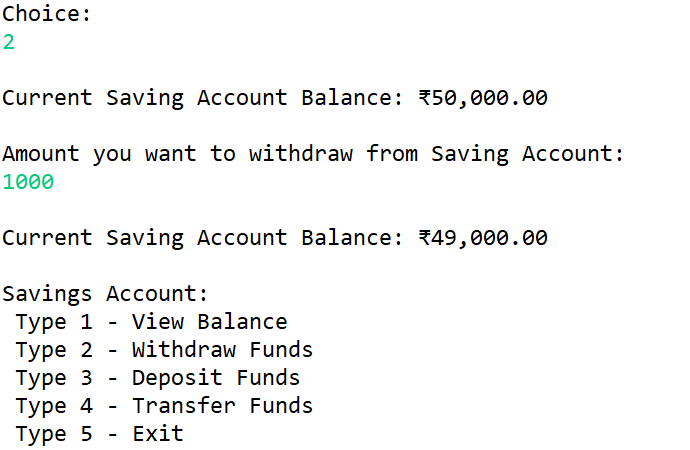 Choice:
2
Current Saving Account Balance: ₹50,000.00
Amount you want to withdraw from Saving Account:
1000
Current Saving Account Balance: ₹49,000.00
Savings Account:
Type 1 - View Balance
Type 2 - Withdraw Funds
Type 3 - Deposit Funds
Type 4 - Transfer Funds
Type 5 - Exit